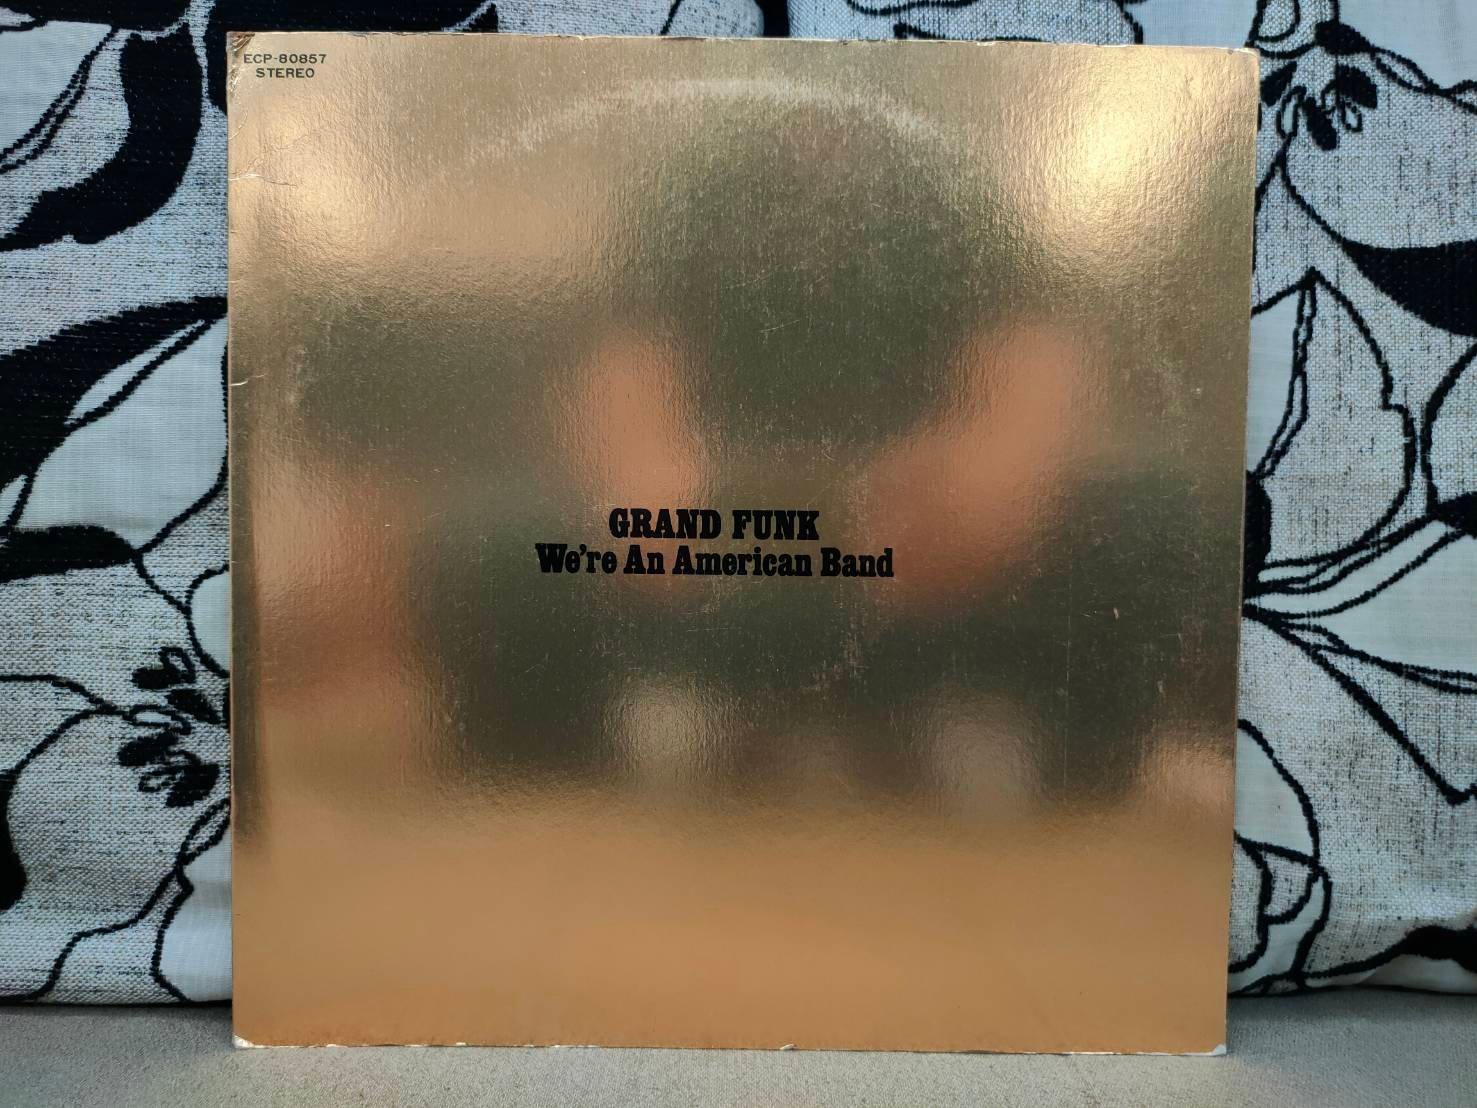 ECP-80857
STEREO
GRAND FUNK
We're An American Band